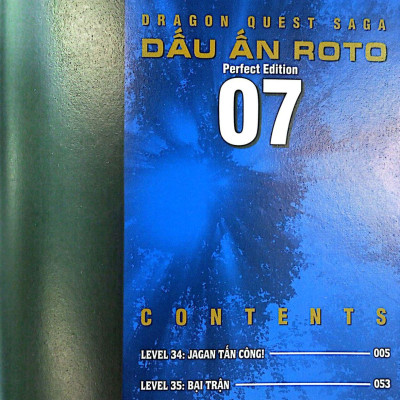 DRAGON QUEST SAGA
DẤU ẤN ROTO
Perfect Edition
07
CONTENTS
LEVEL 34: JAGAN TẤN CÔNG! 005
LEVEL 35: BẠI TRẬN 053